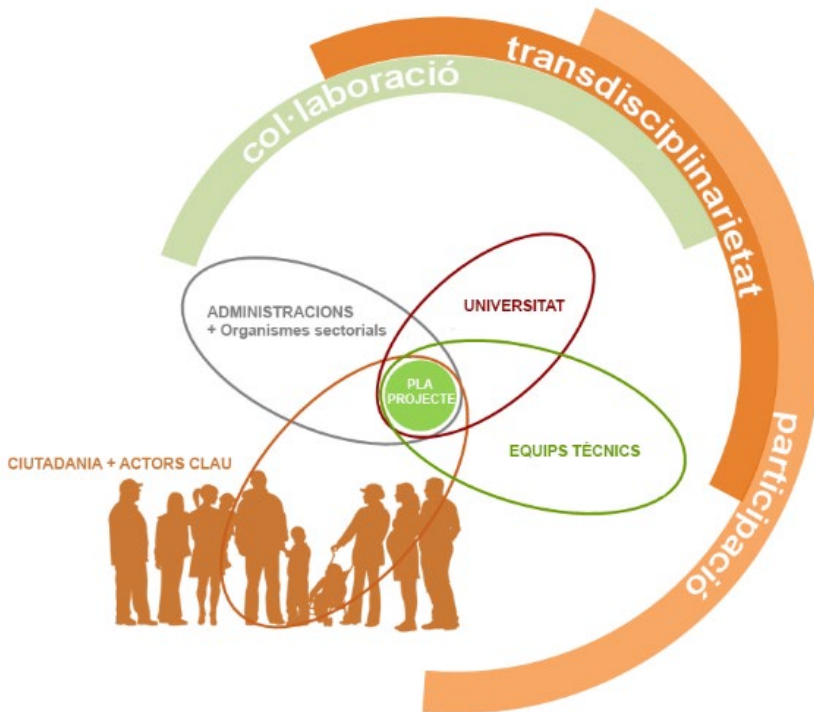 col·laboració
transdisciplinarietat
participació
ADMINISTRACIONS
+ Organismes sectorials
UNIVERSITAT
PLA
PROJECTE
EQUIPS TÈCNICS
CIUTADANIA + ACTORS CLAU